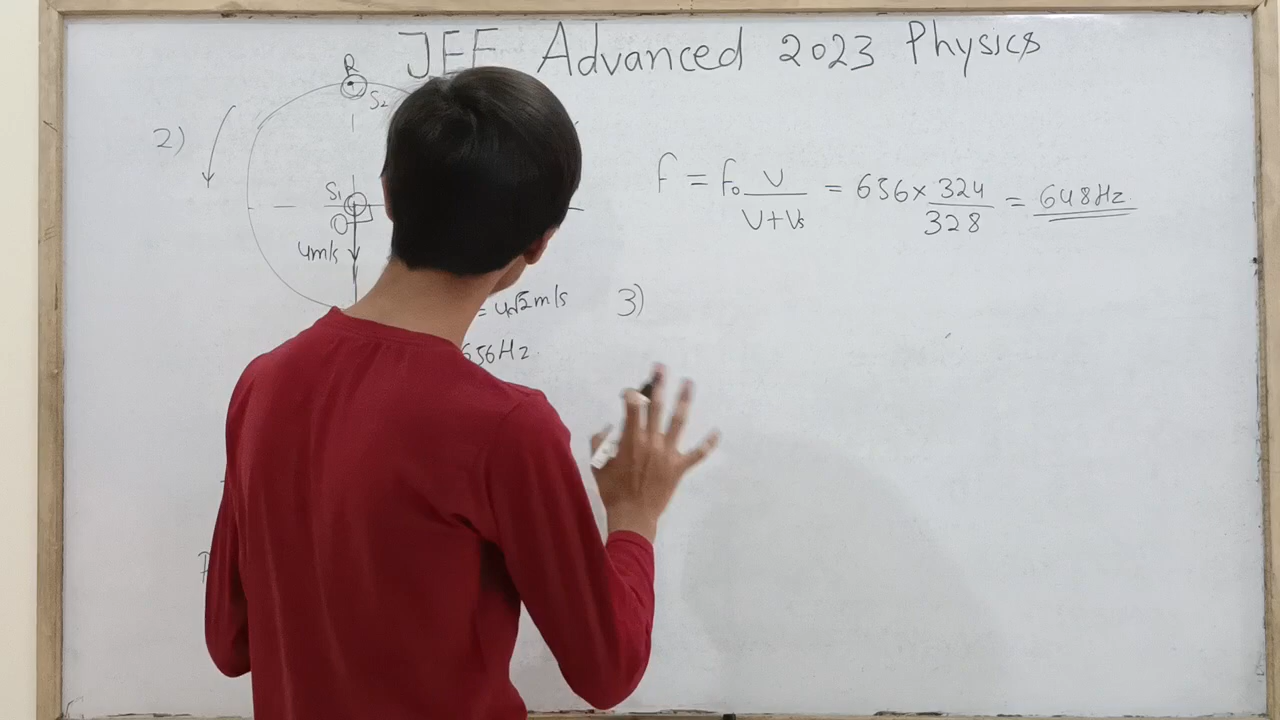 JEE Advanced 2023 Physics
R
S₂
2)
S₁
O
4m/s
= 4√2 m/s
656Hz
f = f₀ V/(V+Vs) = 656 × 324/328 = 648Hz
3)